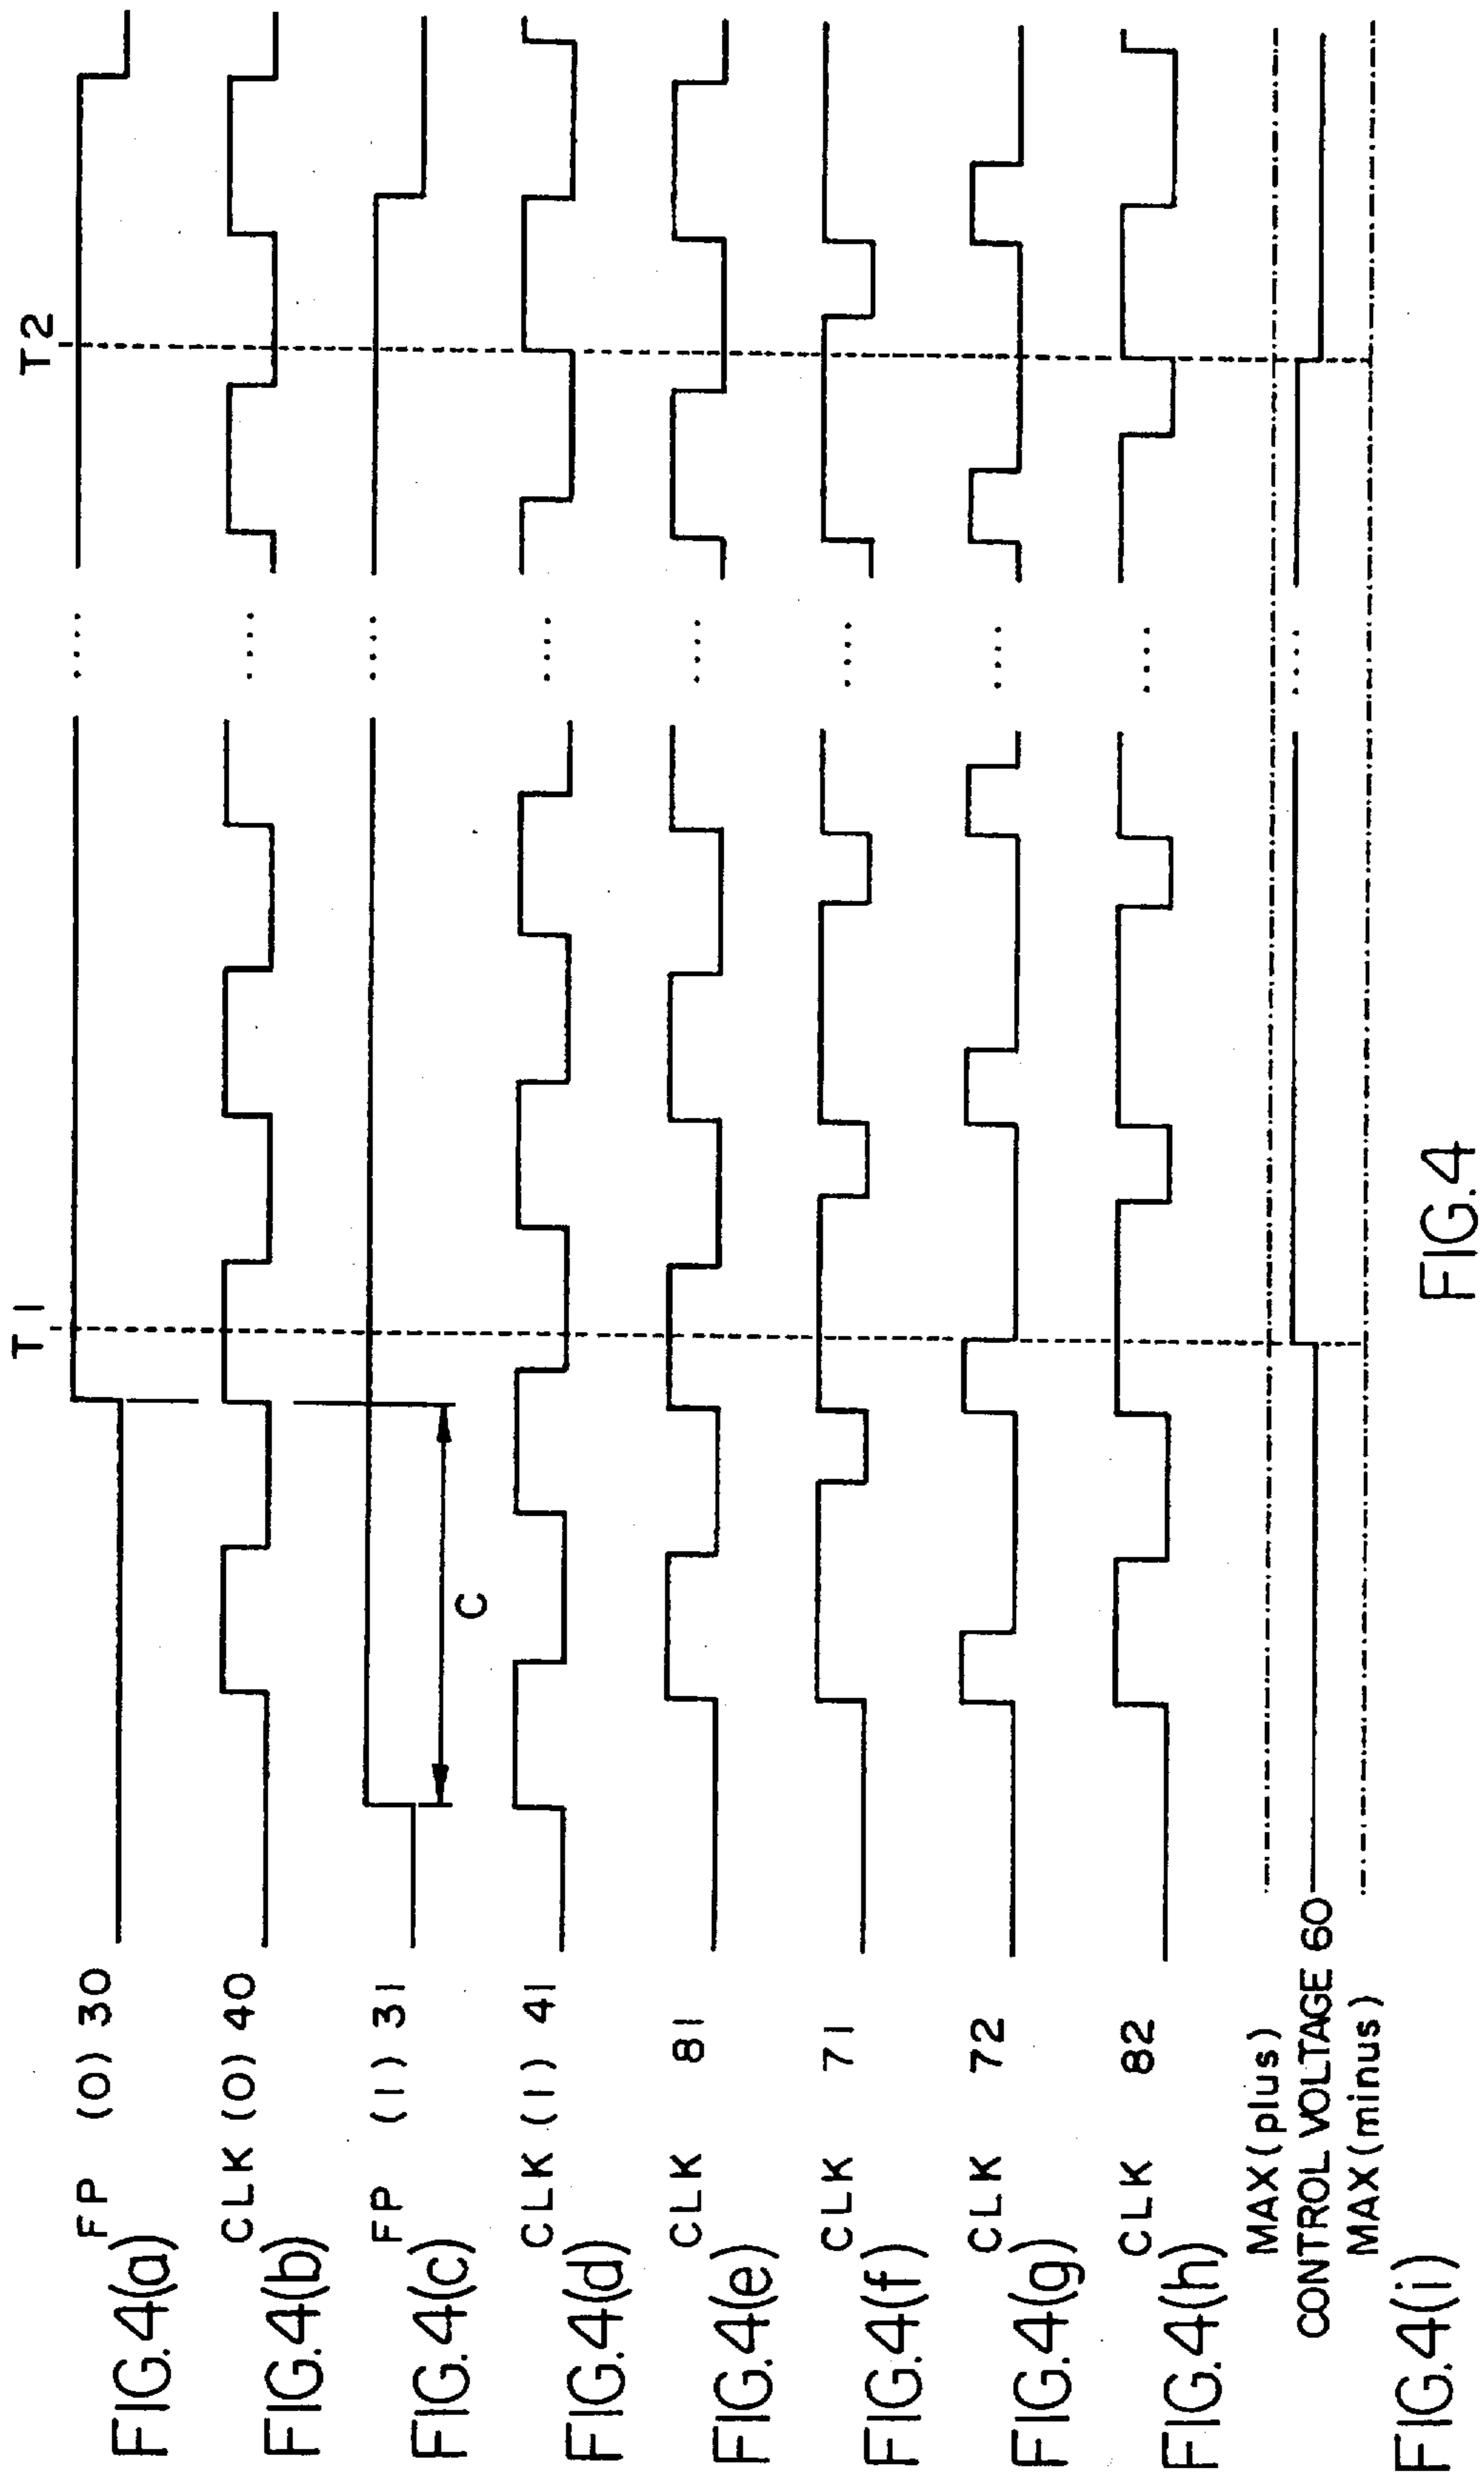 T1
T2
FIG.4(a)
FP (0) 30
....
FIG.4(b)
CLK (0) 40
....
FIG.4(c)
FP (1) 31
....
C
FIG.4(d)
CLK (1) 41
....
FIG.4(e)
CLK 81
....
FIG.4(f)
CLK 71
....
FIG.4(g)
CLK 72
....
FIG.4(h)
CLK 82
....
MAX(plus)
CONTROL VOLTAGE 60
....
MAX(minus)
FIG.4(i)
FIG.4